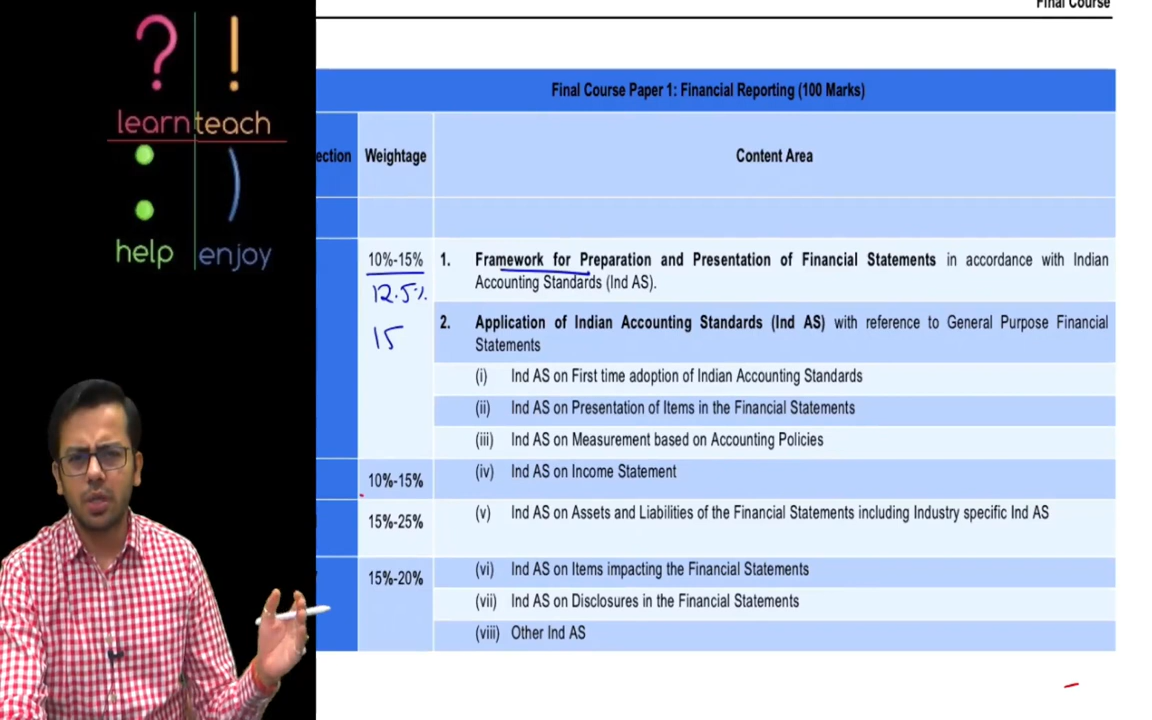 Final Course
?
!
learn teach
help enjoy
Final Course Paper 1: Financial Reporting (100 Marks)
ection Weightage Content Area
10%-15% 1. Framework for Preparation and Presentation of Financial Statements in accordance with Indian
Accounting Standards (Ind AS).
12.5%
2. Application of Indian Accounting Standards (Ind AS) with reference to General Purpose Financial
15
Statements
(i) Ind AS on First time adoption of Indian Accounting Standards
(ii) Ind AS on Presentation of Items in the Financial Statements
(iii) Ind AS on Measurement based on Accounting Policies
10%-15% (iv) Ind AS on Income Statement
15%-25% (v) Ind AS on Assets and Liabilities of the Financial Statements including Industry specific Ind AS
15%-20% (vi) Ind AS on Items impacting the Financial Statements
(vii) Ind AS on Disclosures in the Financial Statements
(viii) Other Ind AS